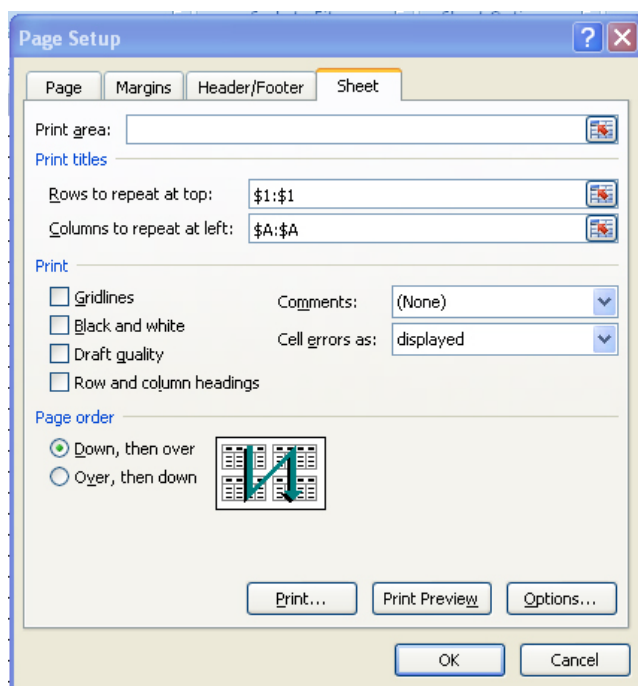 Page Setup
Page Margins Header/Footer Sheet
Print area:
Print titles
Rows to repeat at top: $1:$1
Columns to repeat at left: $A:$A
Print
Gridlines
Comments: (None)
Black and white
Cell errors as: displayed
Draft quality
Row and column headings
Page order
Down, then over
Over, then down
Print... Print Preview Options...
OK Cancel